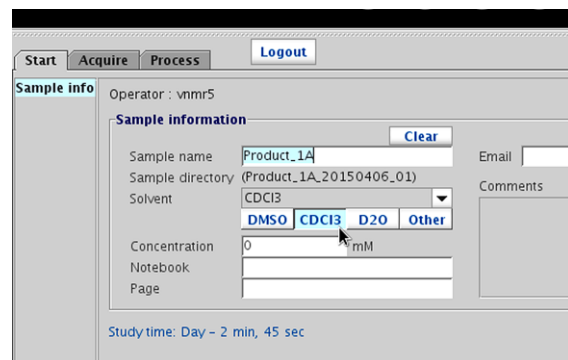 Start Acquire Process Logout
Sample info
Operator : vnmr5
Sample information
Clear
Sample name Product_1A Email
Sample directory (Product_1A_20150406_01)
Comments
Solvent CDCl3
DMSO CDCl3 D2O Other
Concentration 0 mM
Notebook
Page
Study time: Day – 2 min, 45 sec